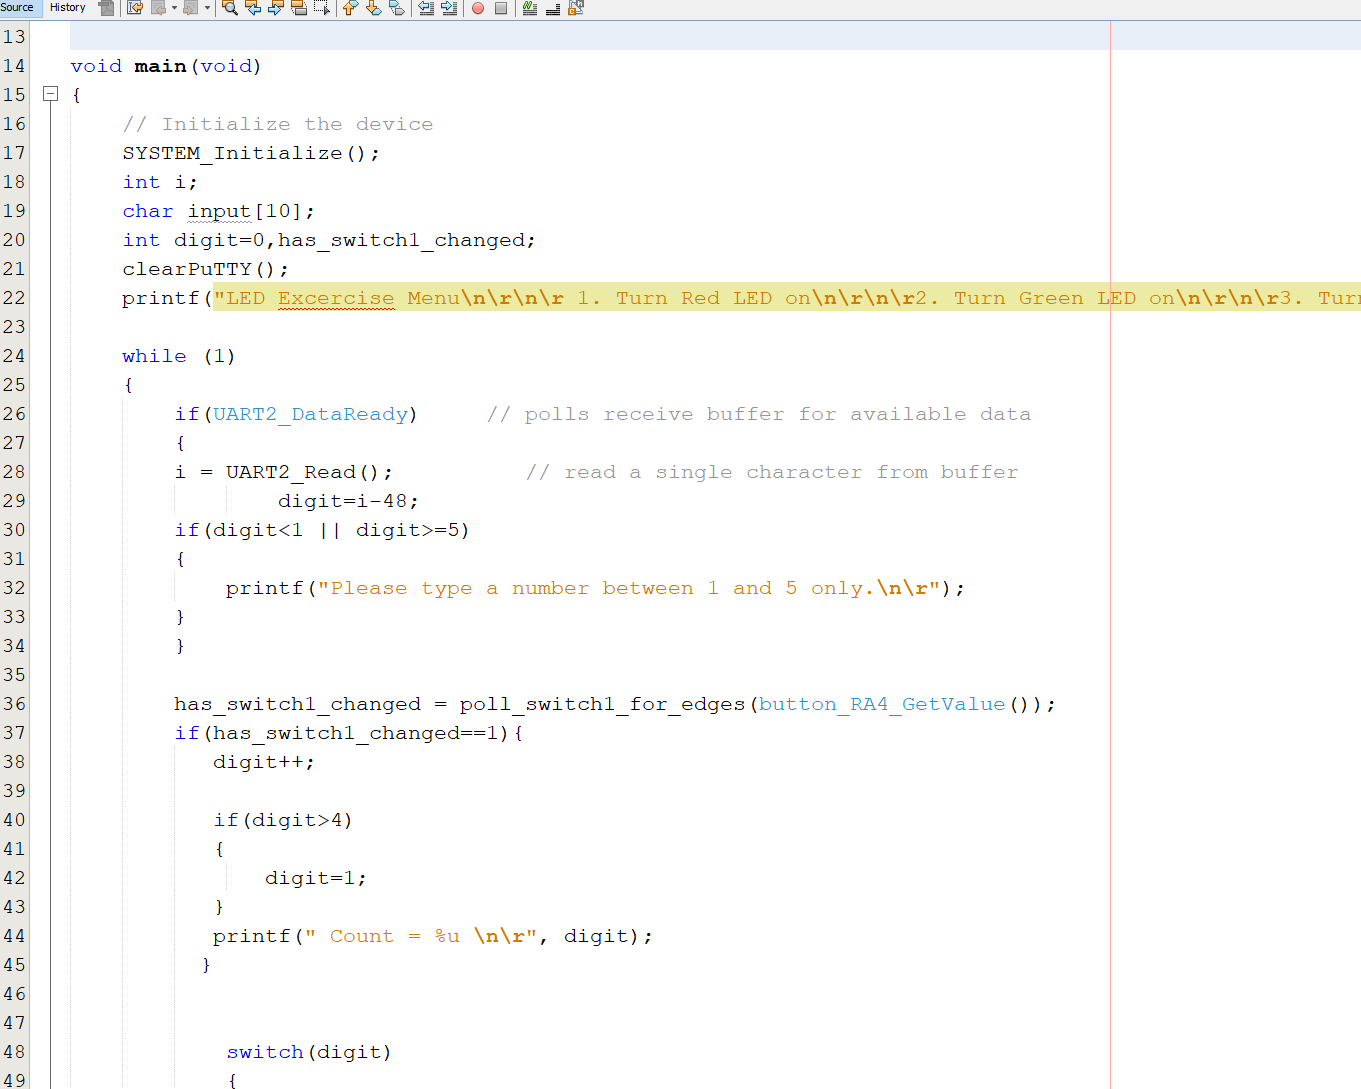 Source History
13
14 void main(void)
15 {
16 // Initialize the device
17 SYSTEM_Initialize();
18 int i;
19 char input[10];
20 int digit=0,has_switch1_changed;
21 clearPuTTY();
22 printf("LED Excercise Menu\n\r\n\r 1. Turn Red LED on\n\r\n\r2. Turn Green LED on\n\r\n\r3. Turn
23
24 while (1)
25 {
26 if(UART2_DataReady) // polls receive buffer for available data
27 {
28 i = UART2_Read(); // read a single character from buffer
29 digit=i-48;
30 if(digit<1 || digit>=5)
31 {
32 printf("Please type a number between 1 and 5 only.\n\r");
33 }
34 }
35
36 has_switch1_changed = poll_switch1_for_edges(button_RA4_GetValue());
37 if(has_switch1_changed==1){
38 digit++;
39
40 if(digit>4)
41 {
42 digit=1;
43 }
44 printf(" Count = %u \n\r", digit);
45 }
46
47
48 switch(digit)
49 {